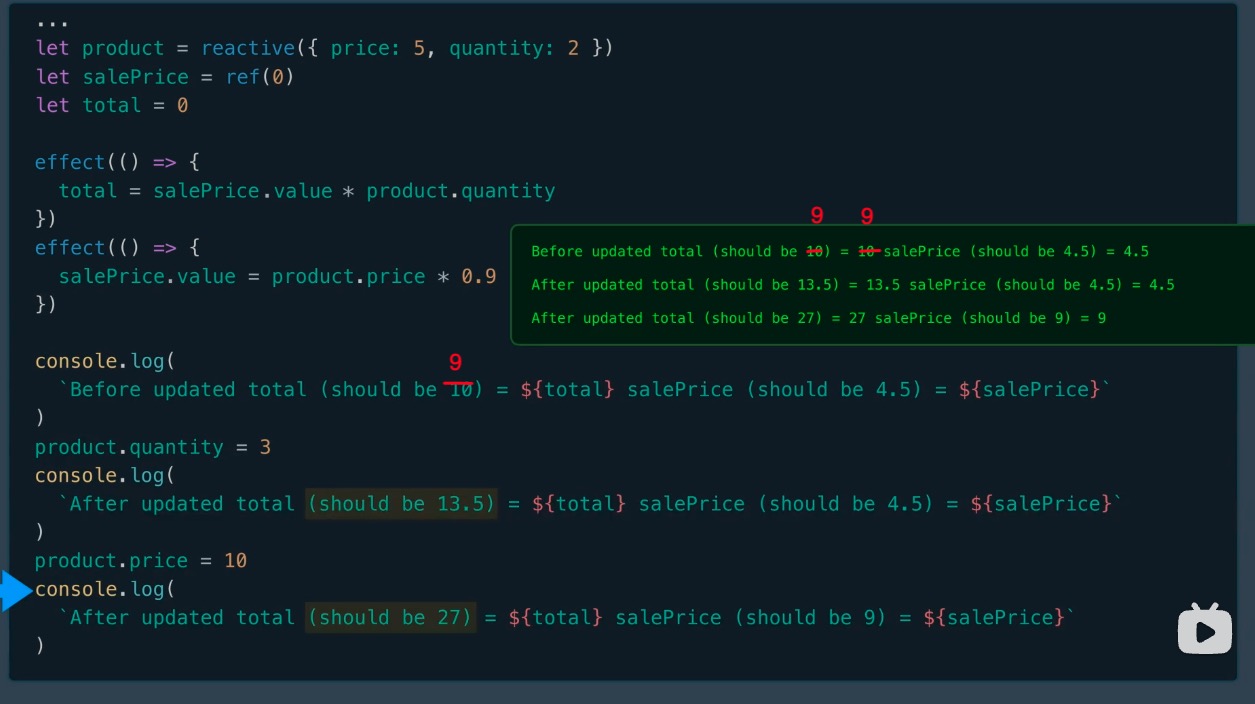 ...
let product = reactive({ price: 5, quantity: 2 })
let salePrice = ref(0)
let total = 0
effect(() => {
  total = salePrice.value * product.quantity
})
effect(() => {
  salePrice.value = product.price * 0.9
})
9 9
Before updated total (should be 10) = 10 salePrice (should be 4.5) = 4.5
After updated total (should be 13.5) = 13.5 salePrice (should be 4.5) = 4.5
After updated total (should be 27) = 27 salePrice (should be 9) = 9
console.log(
9
  `Before updated total (should be 10) = ${total} salePrice (should be 4.5) = ${salePrice}`
)
product.quantity = 3
console.log(
  `After updated total (should be 13.5) = ${total} salePrice (should be 4.5) = ${salePrice}`
)
product.price = 10
console.log(
  `After updated total (should be 27) = ${total} salePrice (should be 9) = ${salePrice}`
)